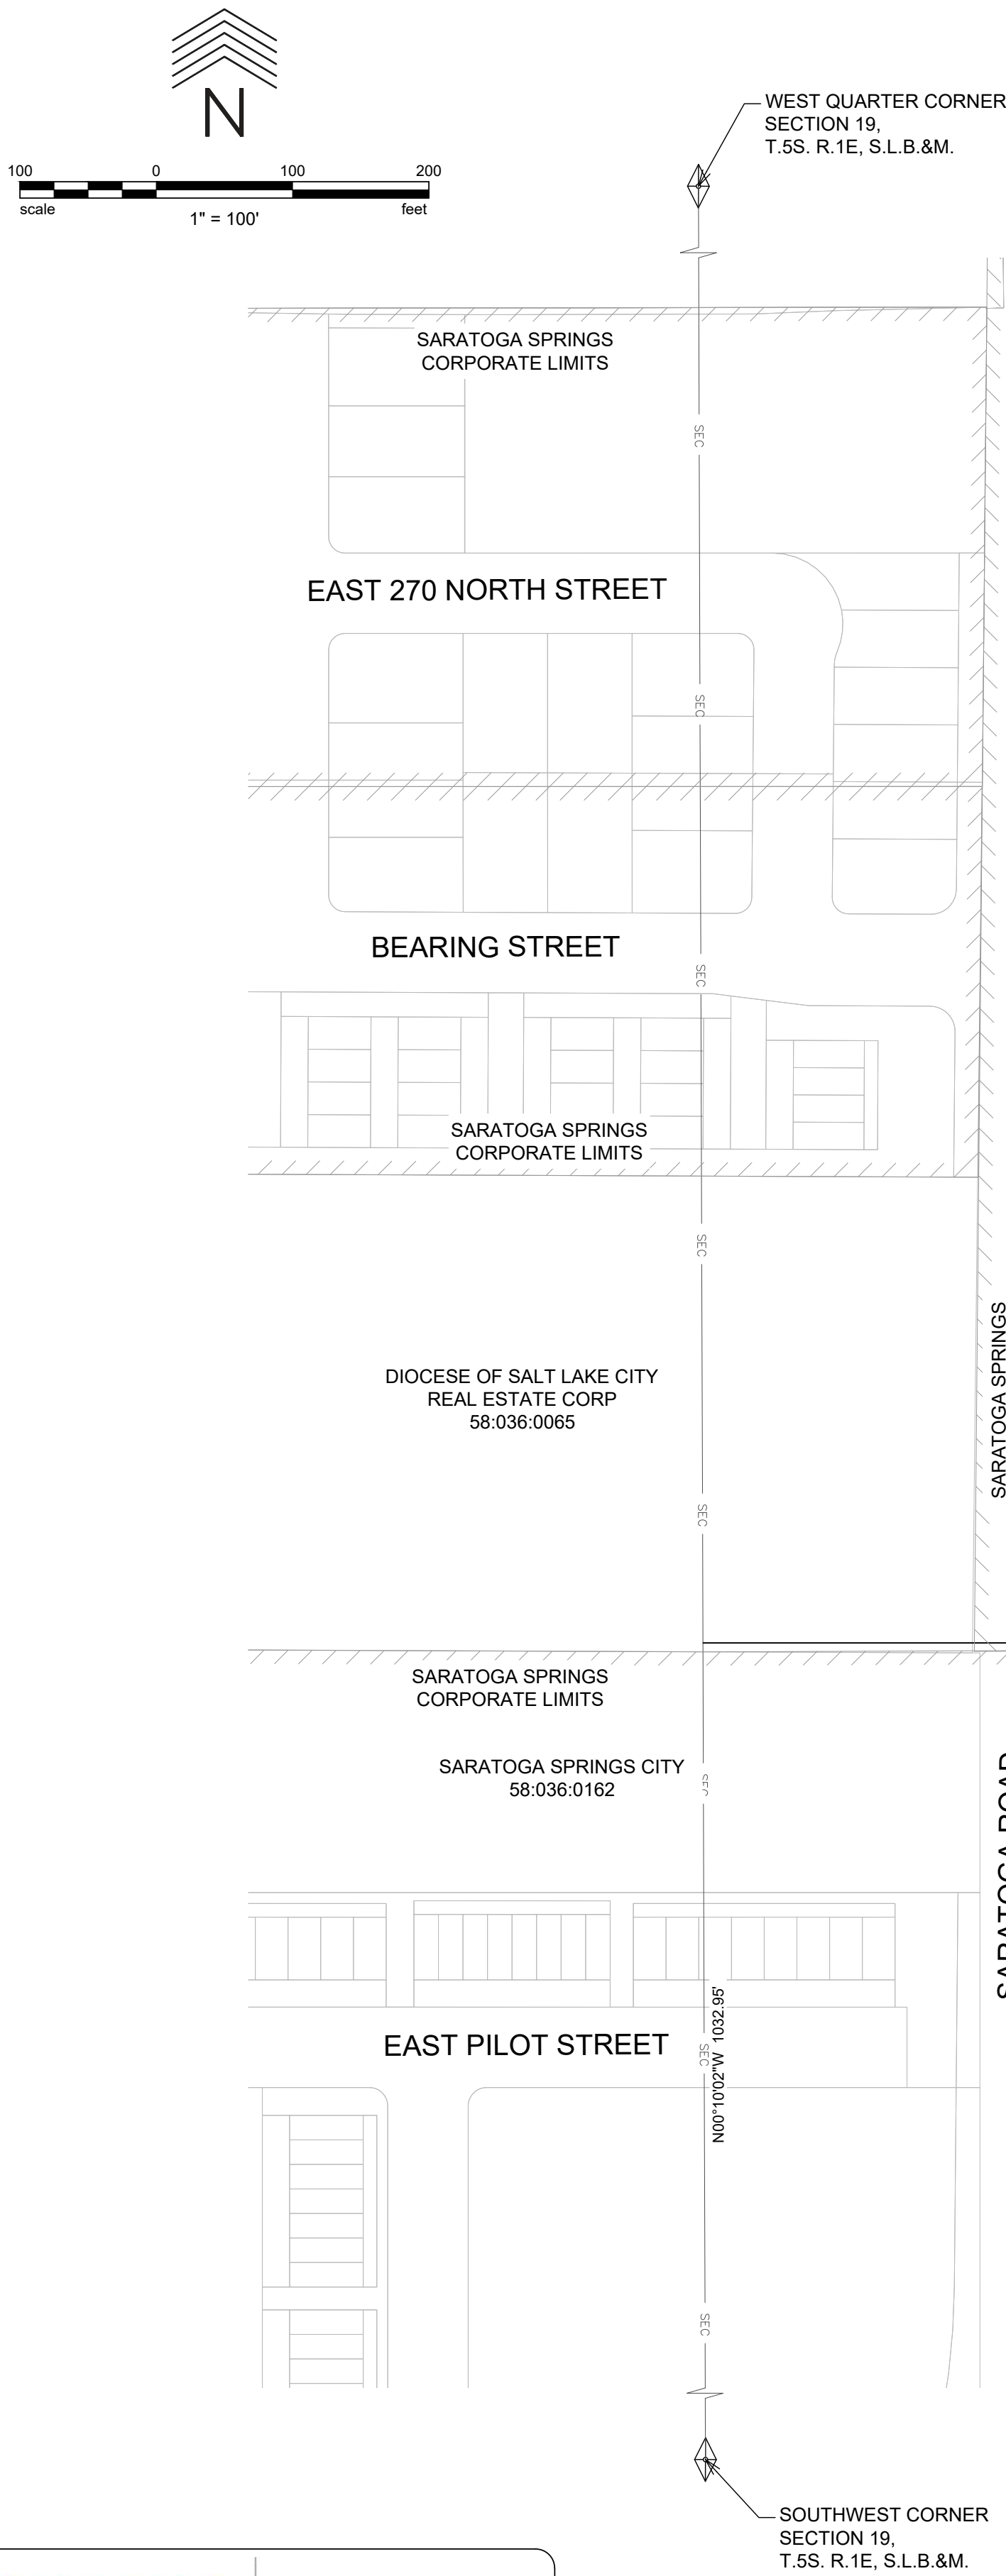 N
WEST QUARTER CORNER
SECTION 19,
T.5S. R.1E, S.L.B.&M.
100 0 100 200
scale feet
1" = 100'
SARATOGA SPRINGS
CORPORATE LIMITS
SEC
EAST 270 NORTH STREET
SEC
BEARING STREET
SEC
SARATOGA SPRINGS
CORPORATE LIMITS
SEC
SARATOGA SPRINGS
DIOCESE OF SALT LAKE CITY
REAL ESTATE CORP
58:036:0065
SEC
SARATOGA SPRINGS
CORPORATE LIMITS
SARATOGA SPRINGS CITY
58:036:0162
SEC
SARATOGA ROAD
EAST PILOT STREET
SEC
N00°10'02"W 1032.95'
SEC
SOUTHWEST CORNER
SECTION 19,
T.5S. R.1E, S.L.B.&M.